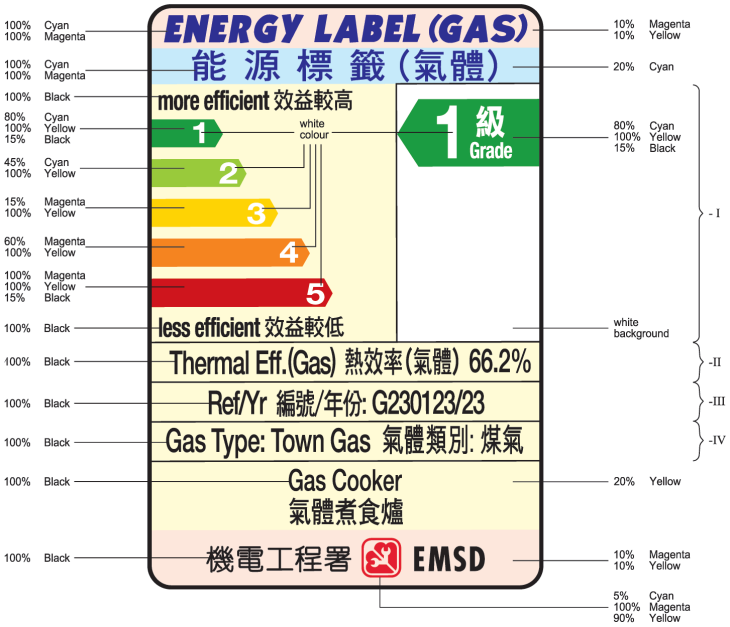 ENERGY LABEL (GAS)
能源標籤(氣體)
more efficient 效益較高
1
2
3
4
5
less efficient 效益較低
white
colour
1 級
Grade
Thermal Eff.(Gas) 熱效率(氣體) 66.2%
Ref/Yr 編號/年份: G230123/23
Gas Type: Town Gas 氣體類別: 煤氣
Gas Cooker
氣體煮食爐
機電工程署 EMSD
100% Cyan
100% Magenta
100% Cyan
100% Magenta
100% Black
80% Cyan
100% Yellow
15% Black
45% Cyan
100% Yellow
15% Magenta
100% Yellow
60% Magenta
100% Yellow
100% Magenta
100% Yellow
15% Black
100% Black
100% Black
100% Black
100% Black
100% Black
100% Black
10% Magenta
10% Yellow
20% Cyan
80% Cyan
100% Yellow
15% Black
white
background
20% Yellow
10% Magenta
10% Yellow
5% Cyan
100% Magenta
90% Yellow
-I
-II
-III
-IV